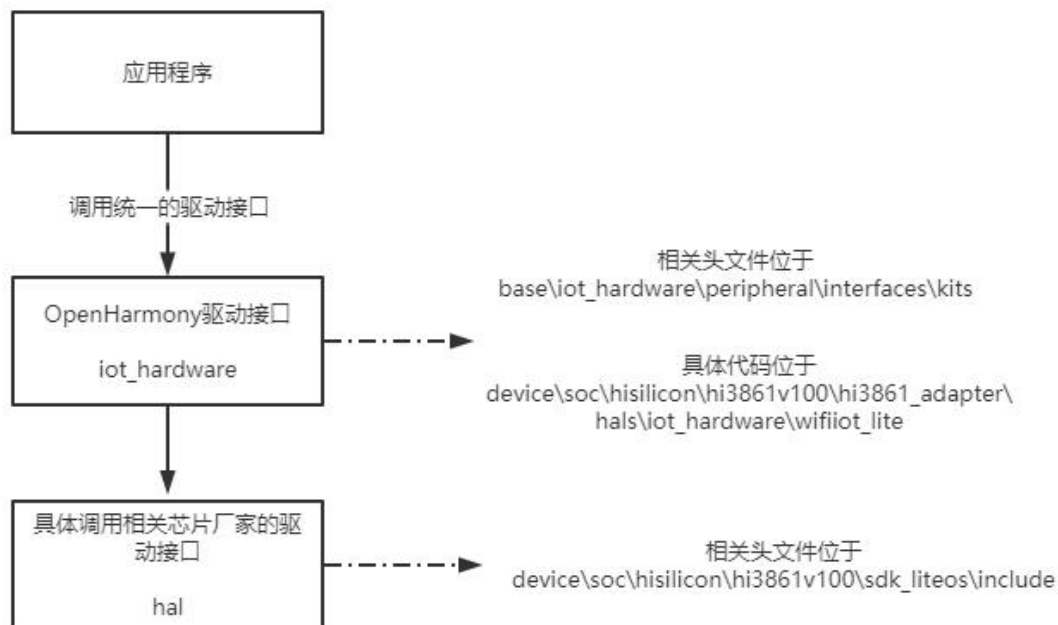 应用程序
调用统一的驱动接口
OpenHarmony驱动接口
iot_hardware
相关头文件位于
base\iot_hardware\peripheral\interfaces\kits
具体代码位于
device\soc\hisilicon\hi3861v100\hi3861_adapter\
hals\iot_hardware\wifiiot_lite
具体调用相关芯片厂家的驱
动接口
hal
相关头文件位于
device\soc\hisilicon\hi3861v100\sdk_liteos\include